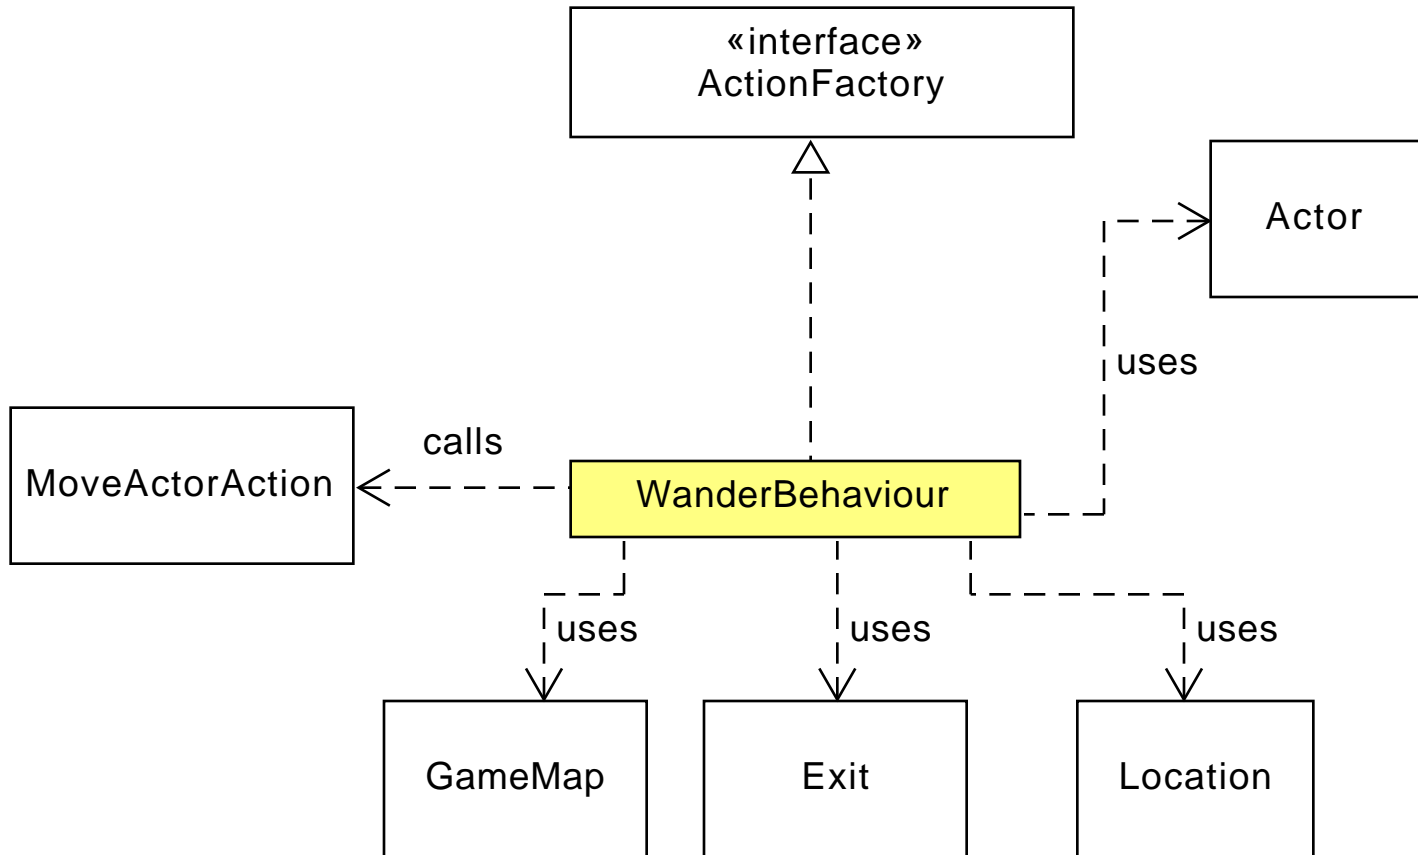 «interface»
ActionFactory
Actor
uses
calls
MoveActorAction
WanderBehaviour
uses
uses
uses
GameMap
Exit
Location